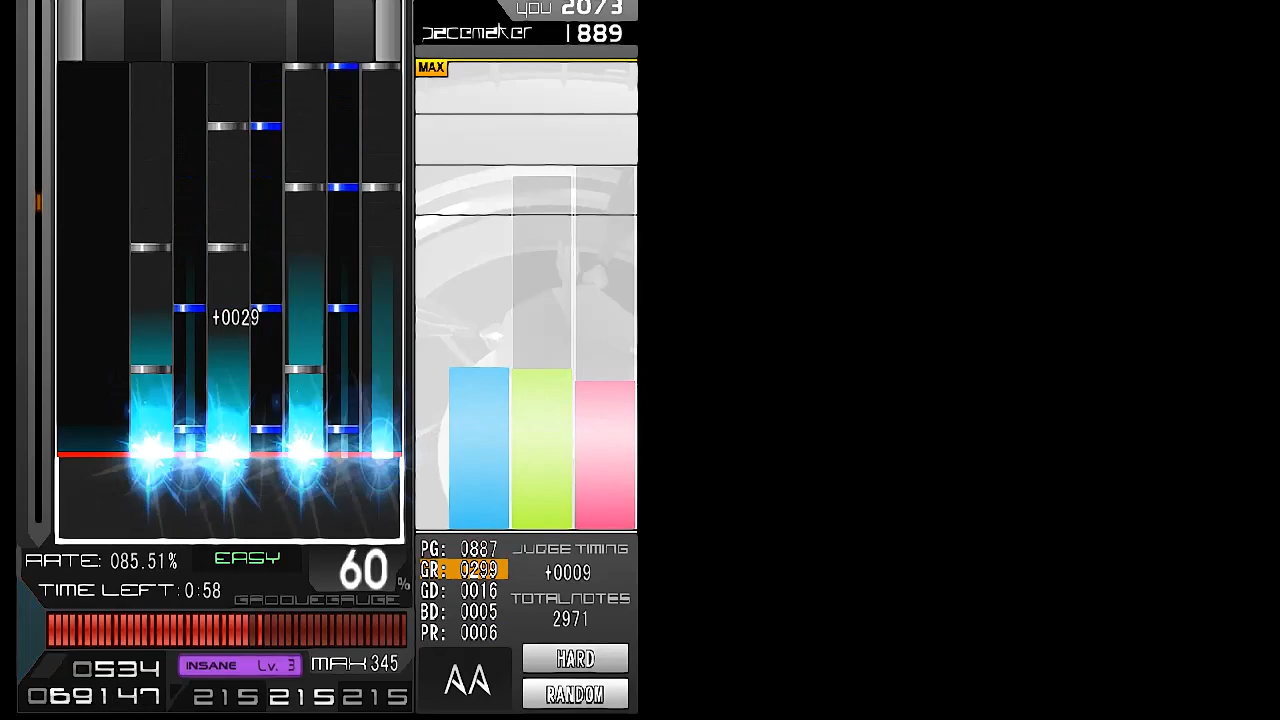 YOU 2073
pacemaker 1889
MAX
+0029
PG: 0887
GR: 0299
GD: 0016
BD: 0005
PR: 0006
JUDGE TIMING
+0009
TOTALNOTES
2971
RATE: 085.51% EASY 60%
TIME LEFT: 0:58
GROOVEGAUGE
0534 INSANE Lv. 3 MAX 345
069147 215 215 215
AA
HARD
RANDOM